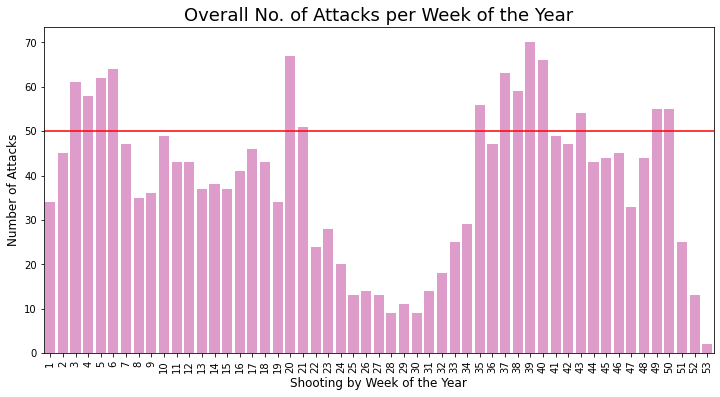 Overall No. of Attacks per Week of the Year
Number of Attacks
70
60
50
40
30
20
10
0
1 2 3 4 5 6 7 8 9 10 11 12 13 14 15 16 17 18 19 20 21 22 23 24 25 26 27 28 29 30 31 32 33 34 35 36 37 38 39 40 41 42 43 44 45 46 47 48 49 50 51 52 53
Shooting by Week of the Year